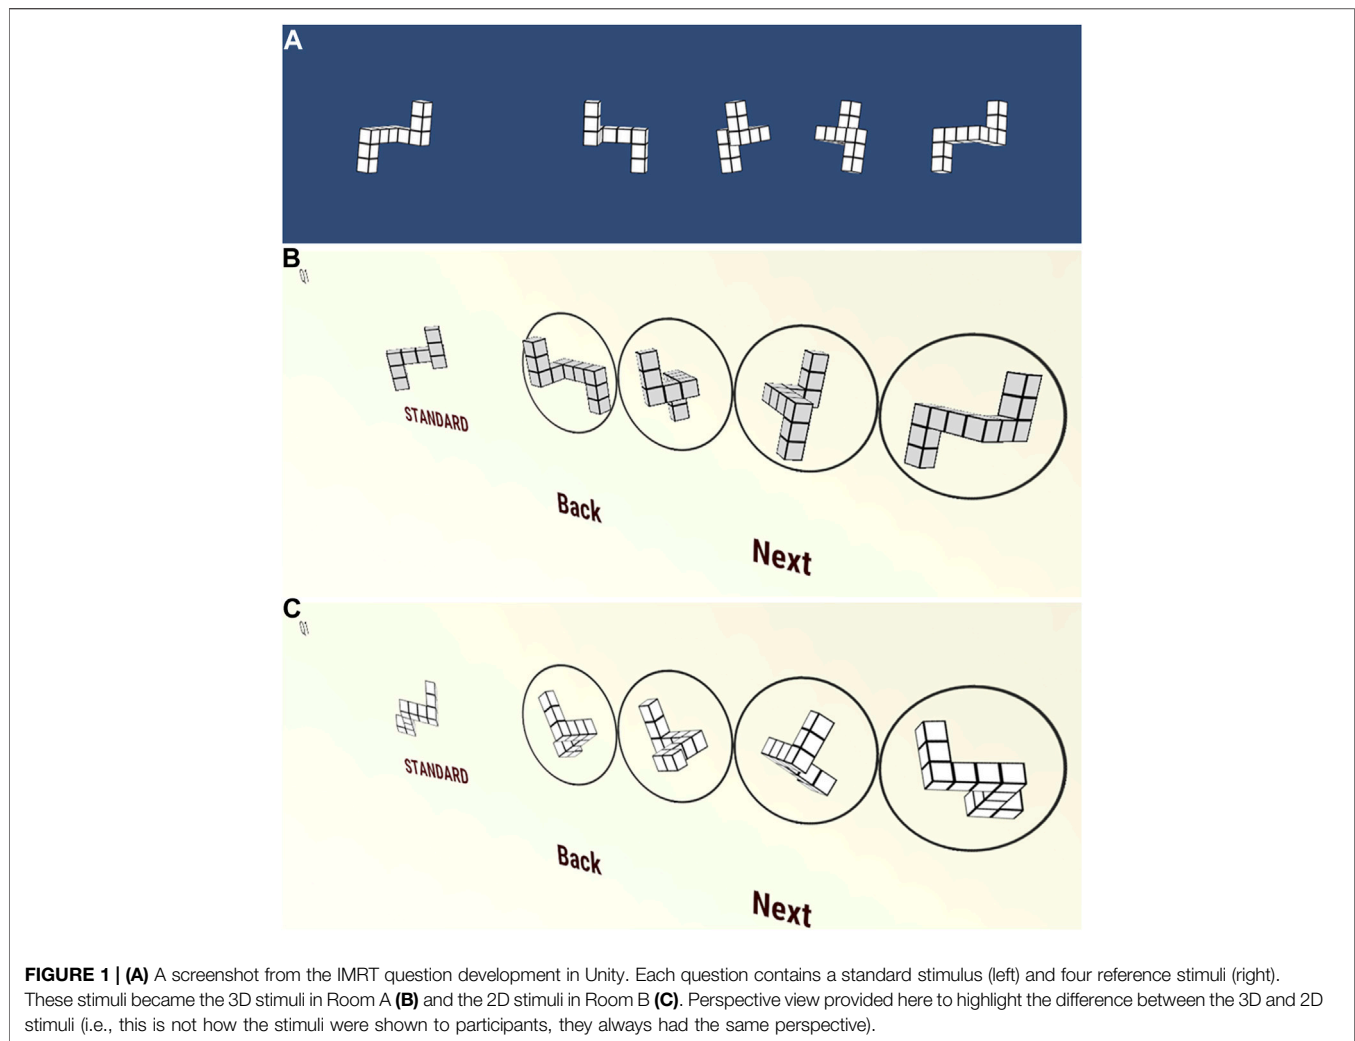 A
B
Q1
STANDARD
Back
Next
C
Q1
STANDARD
Back
Next
FIGURE 1 | (A) A screenshot from the IMRT question development in Unity. Each question contains a standard stimulus (left) and four reference stimuli (right).
These stimuli became the 3D stimuli in Room A (B) and the 2D stimuli in Room B (C). Perspective view provided here to highlight the difference between the 3D and 2D
stimuli (i.e., this is not how the stimuli were shown to participants, they always had the same perspective).